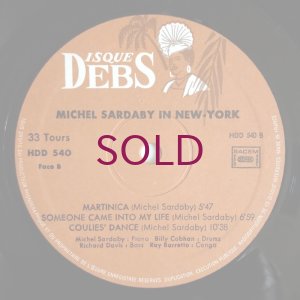 DISQUE
DEBS
MICHEL SARDABY IN NEW-YORK
33 Tours
HDD 540
Face B
HDD 540 B
SACEM
SOLD
MARTINICA (Michel Sardaby) 5'47
SOMEONE CAME INTO MY LIFE (Michel Sardaby) 6'59
COULIES' DANCE (Michel Sardaby) 10'38
Michel Sardaby : Piano Billy Cobhan : Drums
Richard Davis : Bass Ray Barretto : Conga